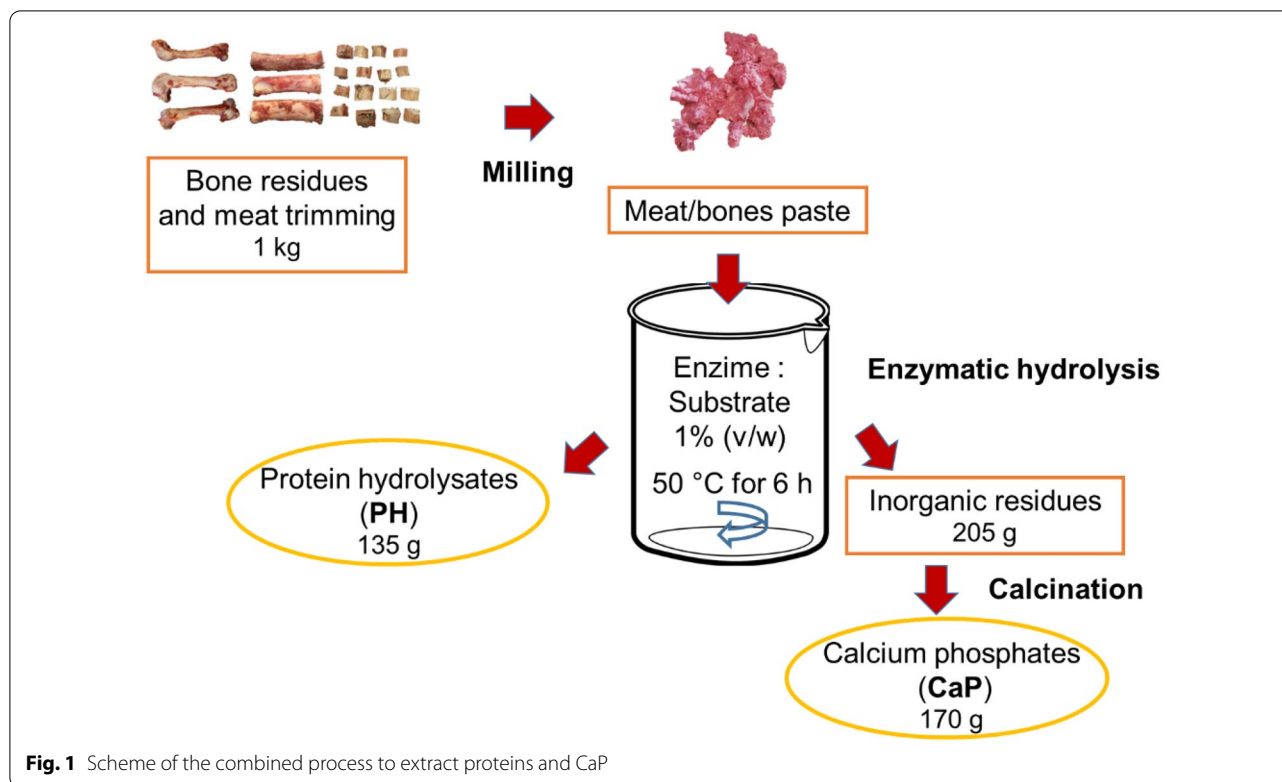 Bone residues
and meat trimming
1 kg
Milling
Meat/bones paste
Enzime :
Substrate
1% (v/w)
50 °C for 6 h
Enzymatic hydrolysis
Protein hydrolysates
(PH)
135 g
Inorganic residues
205 g
Calcination
Calcium phosphates
(CaP)
170 g
Fig. 1 Scheme of the combined process to extract proteins and CaP